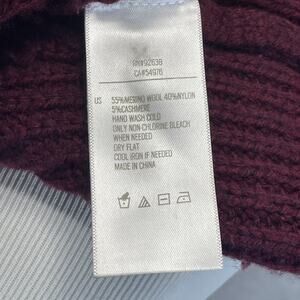 RN#92638
CA#54976
US 55%MERINO WOOL 40%NYLON
5%CASHMERE
HAND WASH COLD
ONLY NON-CHLORINE BLEACH
WHEN NEEDED
DRY FLAT
COOL IRON IF NEEDED
MADE IN CHINA